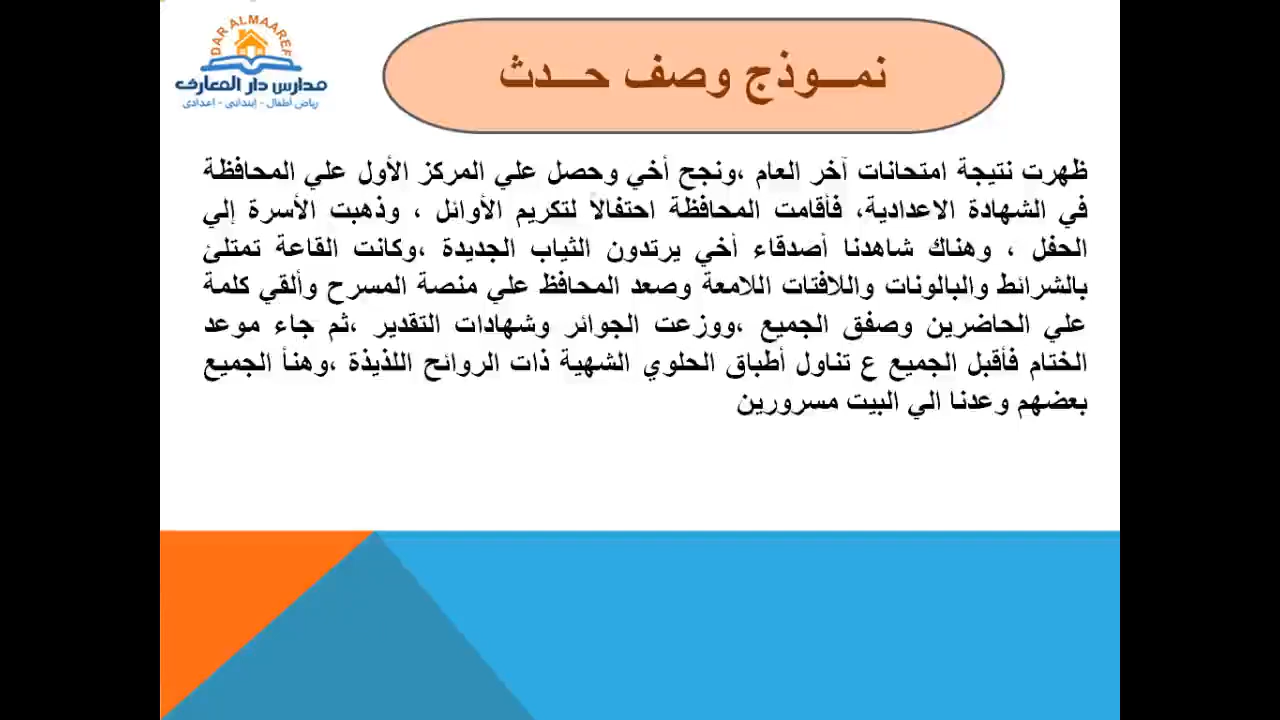 DAR ALMAAREF
مدارس دار المعارف
رياض أطفال - إبتدائى - إعدادى
نمـــوذج وصف حـــدث
ظهرت نتيجة امتحانات آخر العام ،ونجح أخي وحصل علي المركز الأول علي المحافظة
في الشهادة الاعدادية، فأقامت المحافظة احتفالاً لتكريم الأوائل ، وذهبت الأسرة إلي
الحفل ، وهناك شاهدنا أصدقاء أخي يرتدون الثياب الجديدة ،وكانت القاعة تمتلئ
بالشرائط والبالونات واللافتات اللامعة وصعد المحافظ علي منصة المسرح وألقي كلمة
علي الحاضرين وصفق الجميع ،ووزعت الجوائر وشهادات التقدير ،ثم جاء موعد
الختام فأقبل الجميع ع تناول أطباق الحلوي الشهية ذات الروائح اللذيذة ،وهنأ الجميع
بعضهم وعدنا الي البيت مسرورين